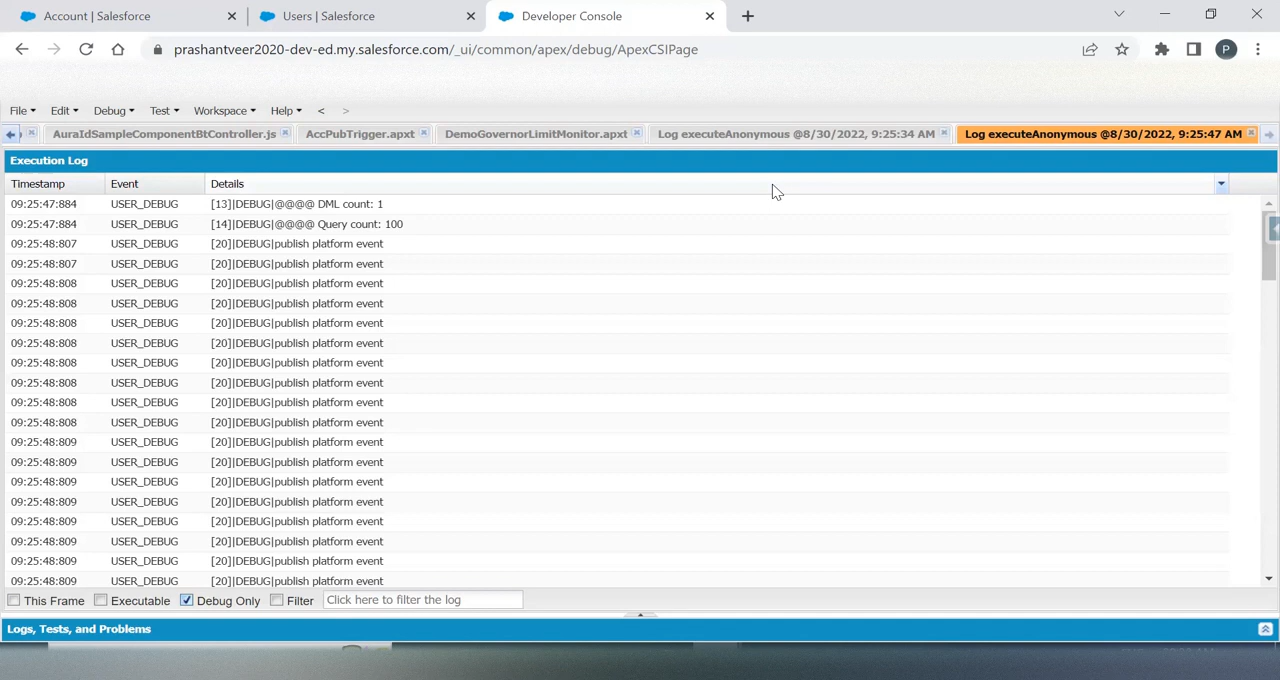 Account | Salesforce
Users | Salesforce
Developer Console
prashantveer2020-dev-ed.my.salesforce.com/_ui/common/apex/debug/ApexCSIPage
P
File Edit Debug Test Workspace Help < >
AuraIdSampleComponentBtController.js AccPubTrigger.apxt DemoGovernorLimitMonitor.apxt Log executeAnonymous @8/30/2022, 9:25:34 AM Log executeAnonymous @8/30/2022, 9:25:47 AM
Execution Log
Timestamp Event Details
09:25:47:884 USER_DEBUG [13]|DEBUG|@@@@ DML count: 1
09:25:47:884 USER_DEBUG [14]|DEBUG|@@@@ Query count: 100
09:25:48:807 USER_DEBUG [20]|DEBUG|publish platform event
09:25:48:807 USER_DEBUG [20]|DEBUG|publish platform event
09:25:48:808 USER_DEBUG [20]|DEBUG|publish platform event
09:25:48:808 USER_DEBUG [20]|DEBUG|publish platform event
09:25:48:808 USER_DEBUG [20]|DEBUG|publish platform event
09:25:48:808 USER_DEBUG [20]|DEBUG|publish platform event
09:25:48:808 USER_DEBUG [20]|DEBUG|publish platform event
09:25:48:808 USER_DEBUG [20]|DEBUG|publish platform event
09:25:48:808 USER_DEBUG [20]|DEBUG|publish platform event
09:25:48:808 USER_DEBUG [20]|DEBUG|publish platform event
09:25:48:809 USER_DEBUG [20]|DEBUG|publish platform event
09:25:48:809 USER_DEBUG [20]|DEBUG|publish platform event
09:25:48:809 USER_DEBUG [20]|DEBUG|publish platform event
09:25:48:809 USER_DEBUG [20]|DEBUG|publish platform event
09:25:48:809 USER_DEBUG [20]|DEBUG|publish platform event
09:25:48:809 USER_DEBUG [20]|DEBUG|publish platform event
09:25:48:809 USER_DEBUG [20]|DEBUG|publish platform event
09:25:48:809 USER_DEBUG [20]|DEBUG|publish platform event
This Frame Executable Debug Only Filter Click here to filter the log
Logs, Tests, and Problems